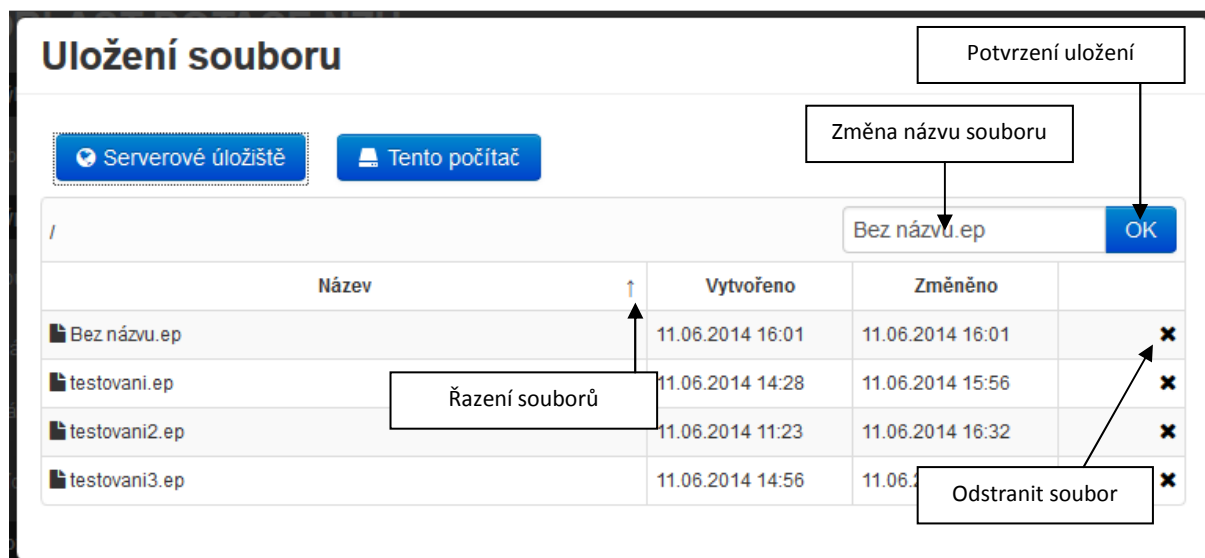 Uložení souboru
Potvrzení uložení
Změna názvu souboru
Serverové úložiště
Tento počítač
/
Bez názvu.ep
OK
Název ↑ Vytvořeno Změněno
Bez názvu.ep 11.06.2014 16:01 11.06.2014 16:01
testovani.ep 11.06.2014 14:28 11.06.2014 15:56
Řazení souborů
testovani2.ep 11.06.2014 11:23 11.06.2014 16:32
testovani3.ep 11.06.2014 14:56 11.06.
Odstranit soubor